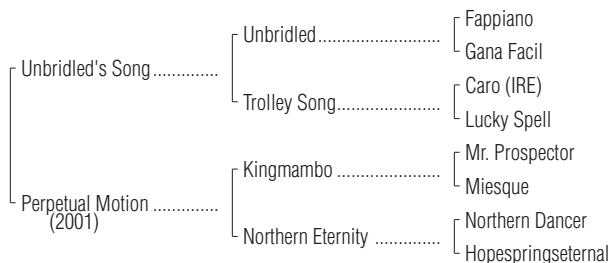 Fappiano
Unbridled
Gana Facil
Unbridled's Song
Caro (IRE)
Trolley Song
Lucky Spell
Mr. Prospector
Kingmambo
Miesque
Perpetual Motion
(2001)
Northern Dancer
Northern Eternity
Hopespringseternal